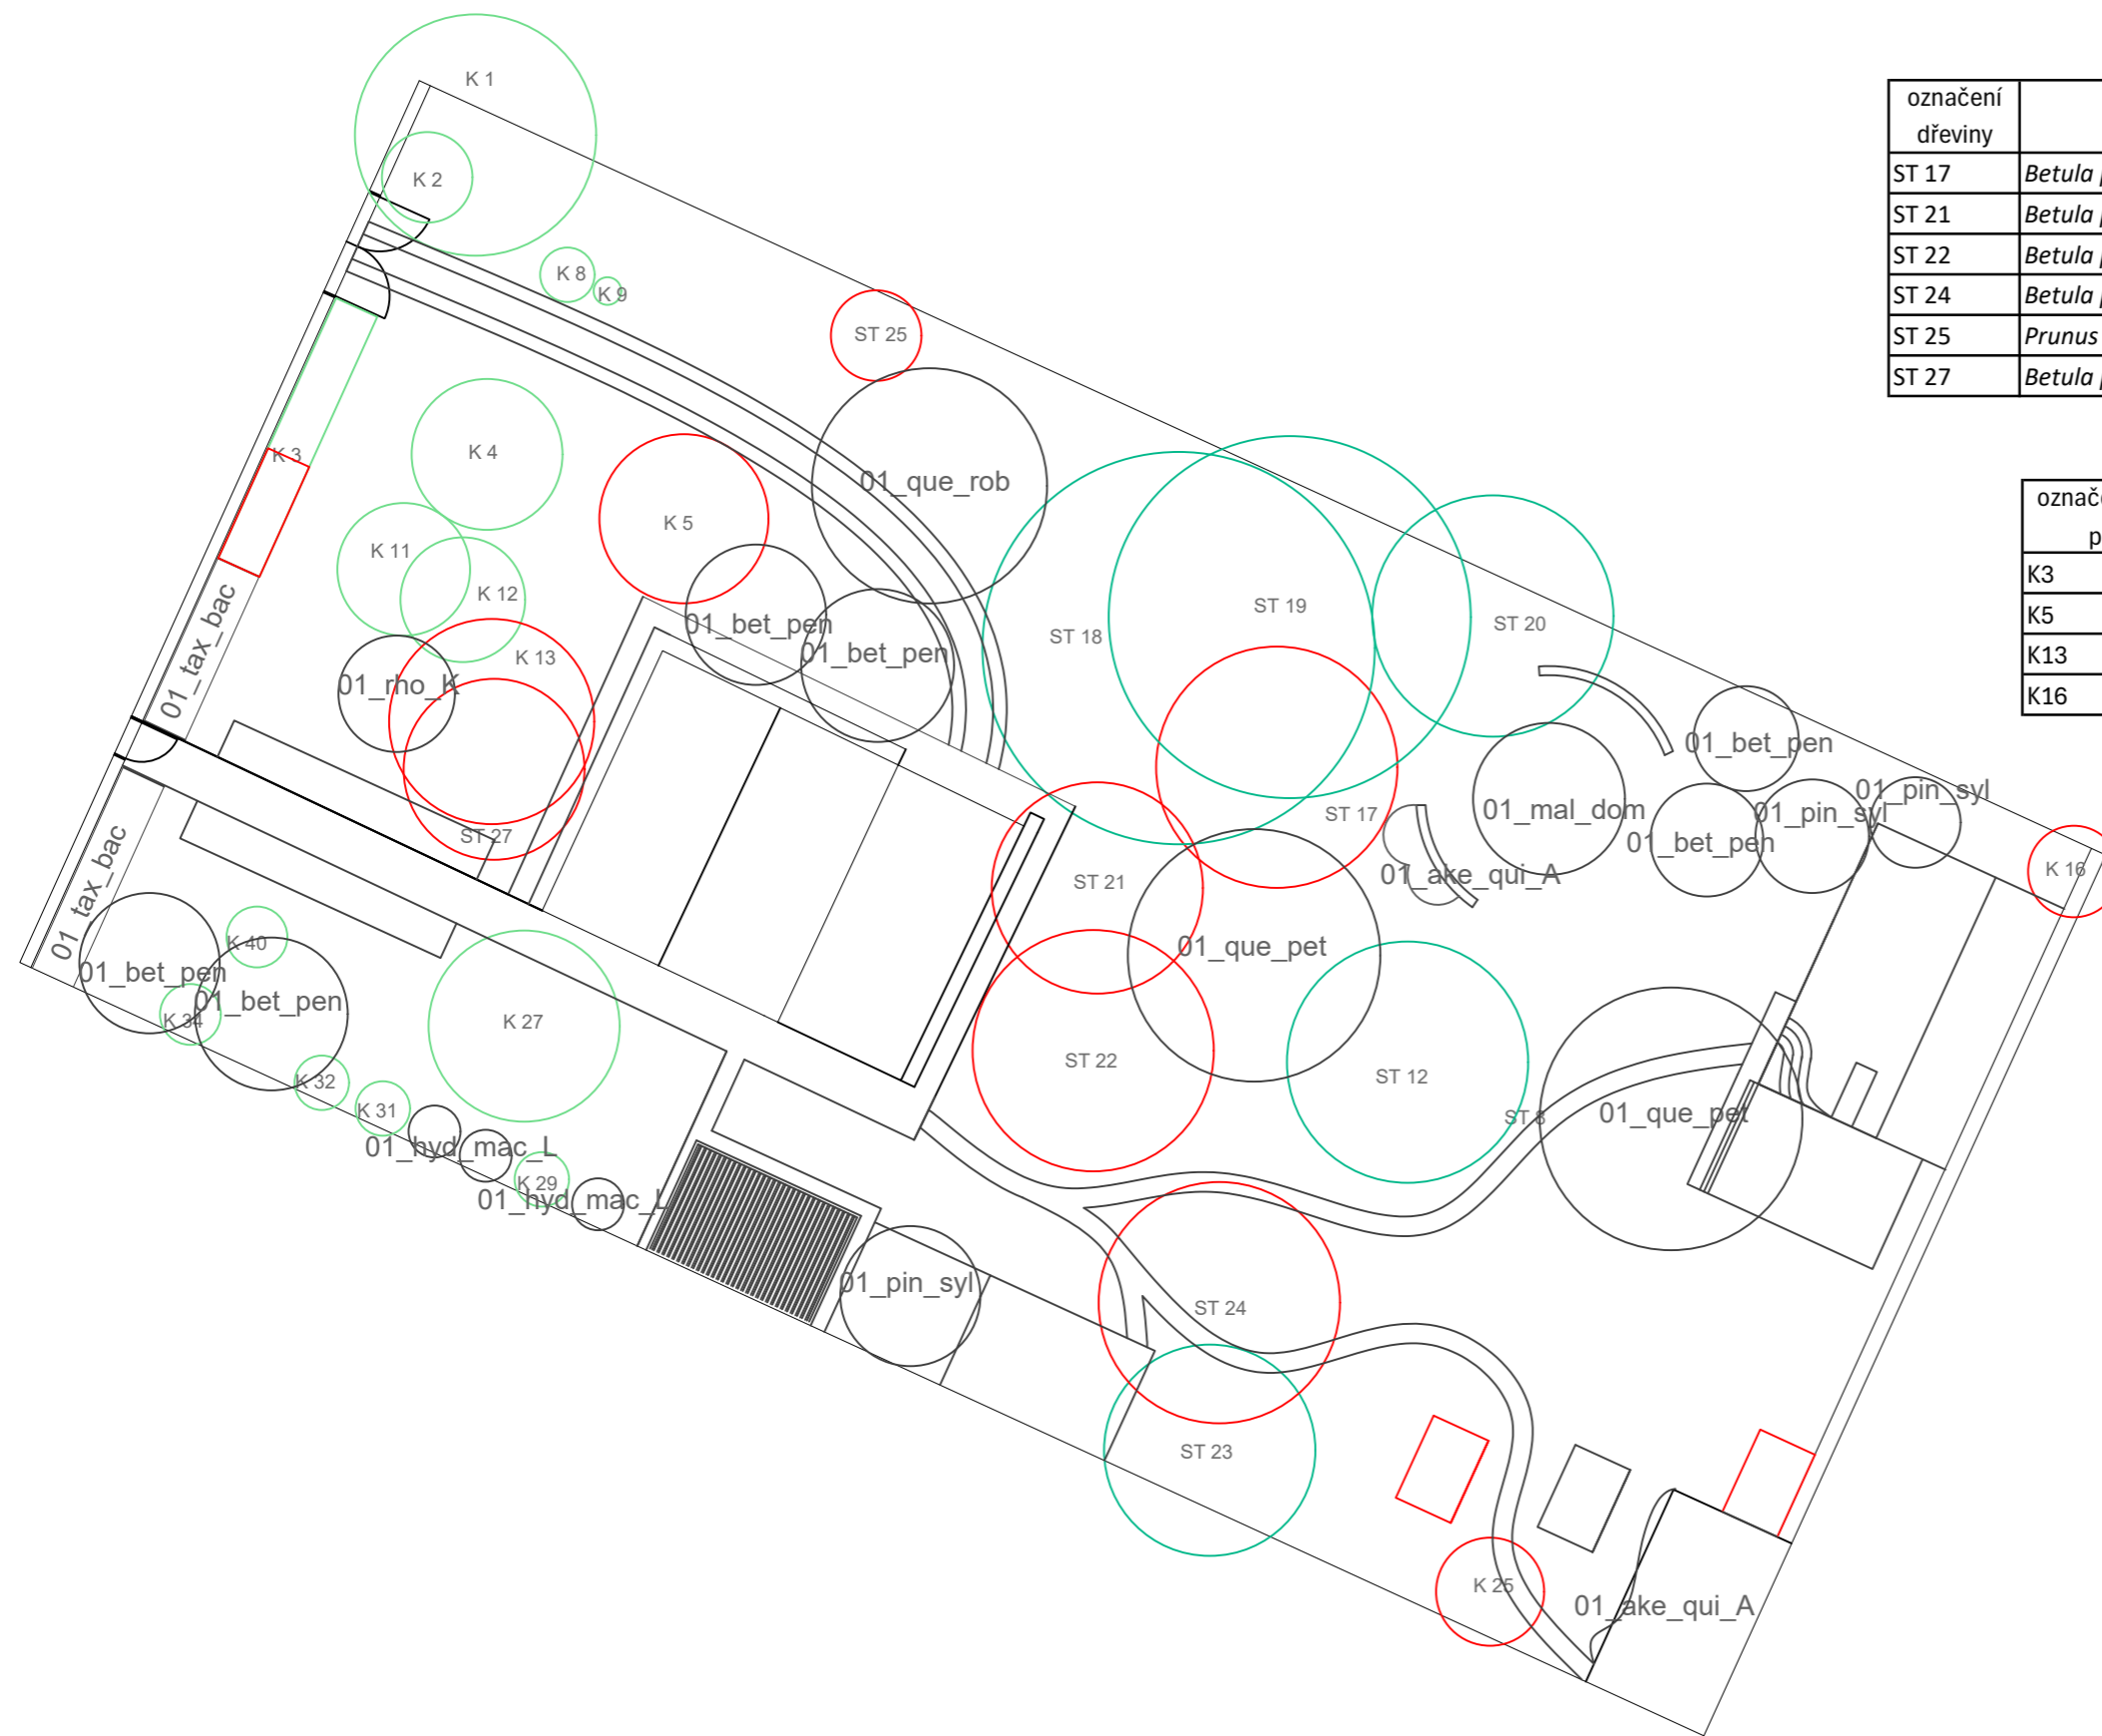 K 1
K 2
K 8
K 9
ST 25
K 3
K 4
01_que_rob
K 5
K 11
K 12
01_tax_bac
01_bet_pen
01_bet_pen
K 13
01_rho_K
ST 27
ST 18
ST 19
ST 20
ST 17
01_bet_pen
01_mal_dom
01_pin_syl
01_pin_syl
01_bet_pen
K 16
01_ake_qui_A
ST 21
01_que_pet
01_tax_bac
K 40
01_bet_pen
01_bet_pen
K 34
K 27
ST 22
ST 12
ST 8
01_que_pet
K 32
K 31
01_hyd_mac_L
K 29
01_hyd_mac_L
01_pin_syl
ST 24
ST 23
K 25
01_ake_qui_A
označení
dřeviny
ST 17 Betula
ST 21 Betula
ST 22 Betula
ST 24 Betula
ST 25 Prunus
ST 27 Betula
K3
K5
K13
K16